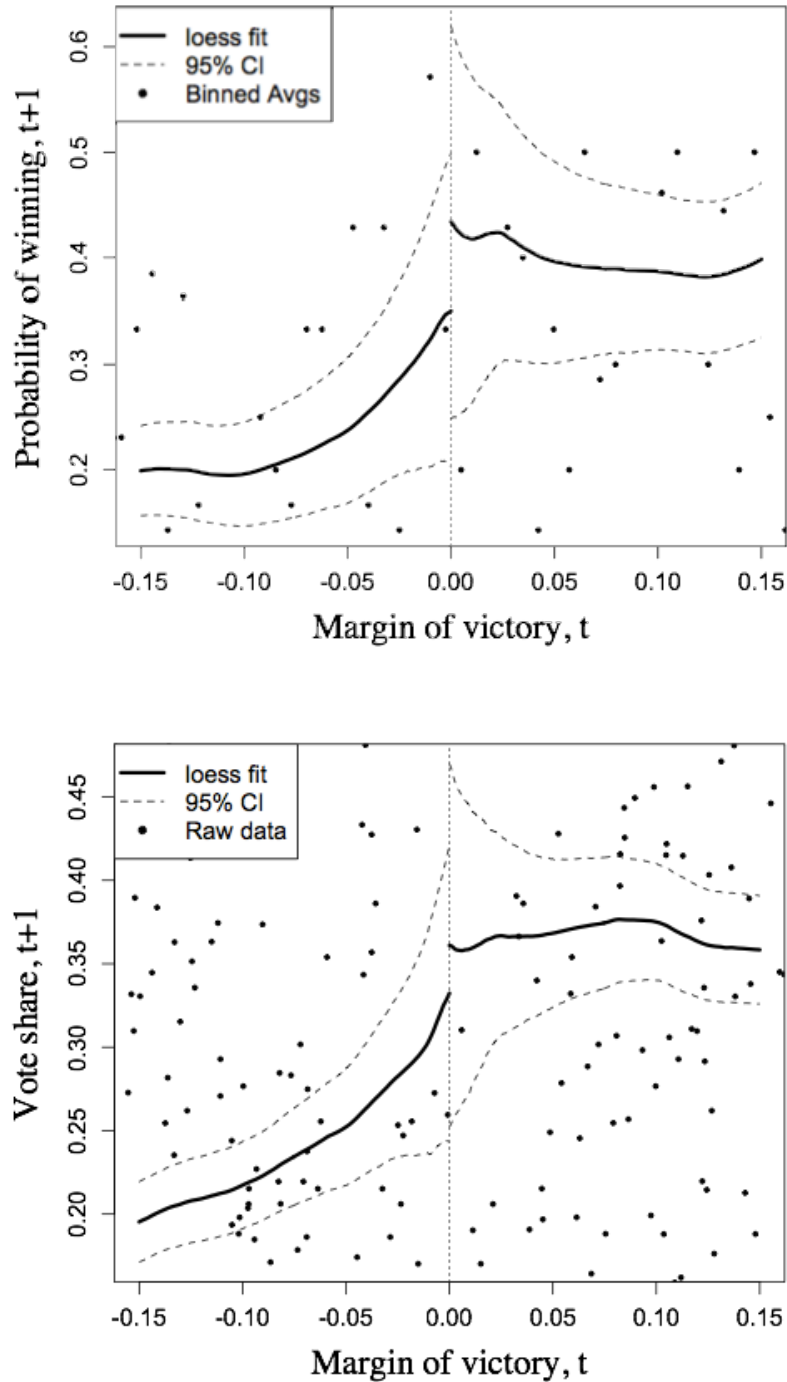 loess fit
95% CI
Binned Avgs
Probability of winning, t+1
0.6
0.5
0.4
0.3
0.2
-0.15 -0.10 -0.05 0.00 0.05 0.10 0.15
Margin of victory, t
loess fit
95% CI
Raw data
Vote share, t+1
0.45
0.40
0.35
0.30
0.25
0.20
-0.15 -0.10 -0.05 0.00 0.05 0.10 0.15
Margin of victory, t